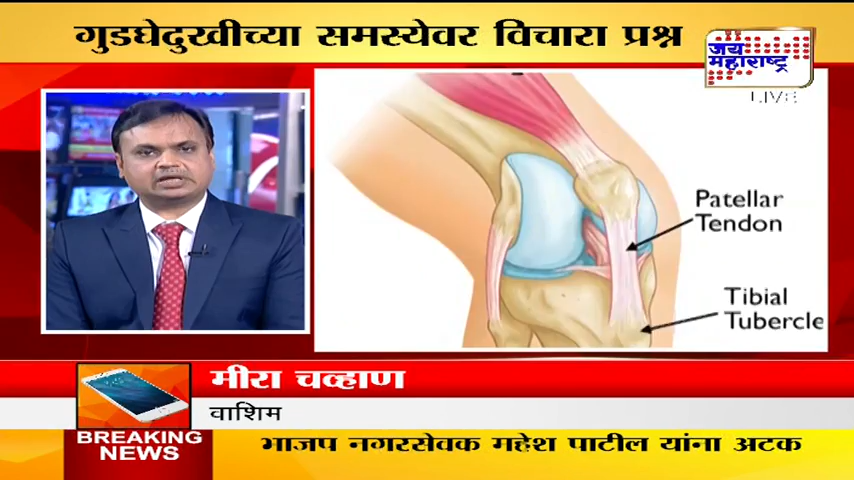 गुडघेदुखीच्या समस्येवर विचारा प्रश्न
जय
महाराष्ट्र
LIVE
Patellar
Tendon
Tibial
Tubercle
मीरा चव्हाण
वाशिम
BREAKING
NEWS
भाजप नगरसेवक महेश पाटील यांना अटक